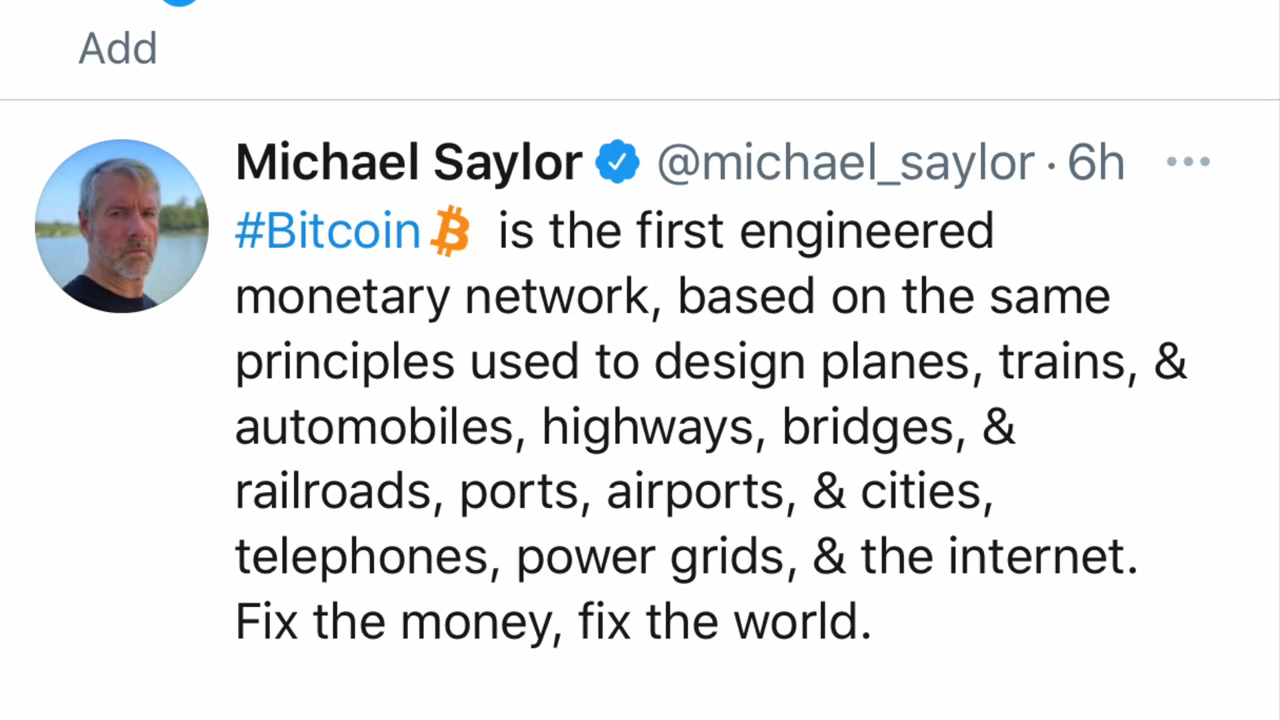 Add
Michael Saylor @michael_saylor · 6h ···
#Bitcoin₿ is the first engineered
monetary network, based on the same
principles used to design planes, trains, &
automobiles, highways, bridges, &
railroads, ports, airports, & cities,
telephones, power grids, & the internet.
Fix the money, fix the world.